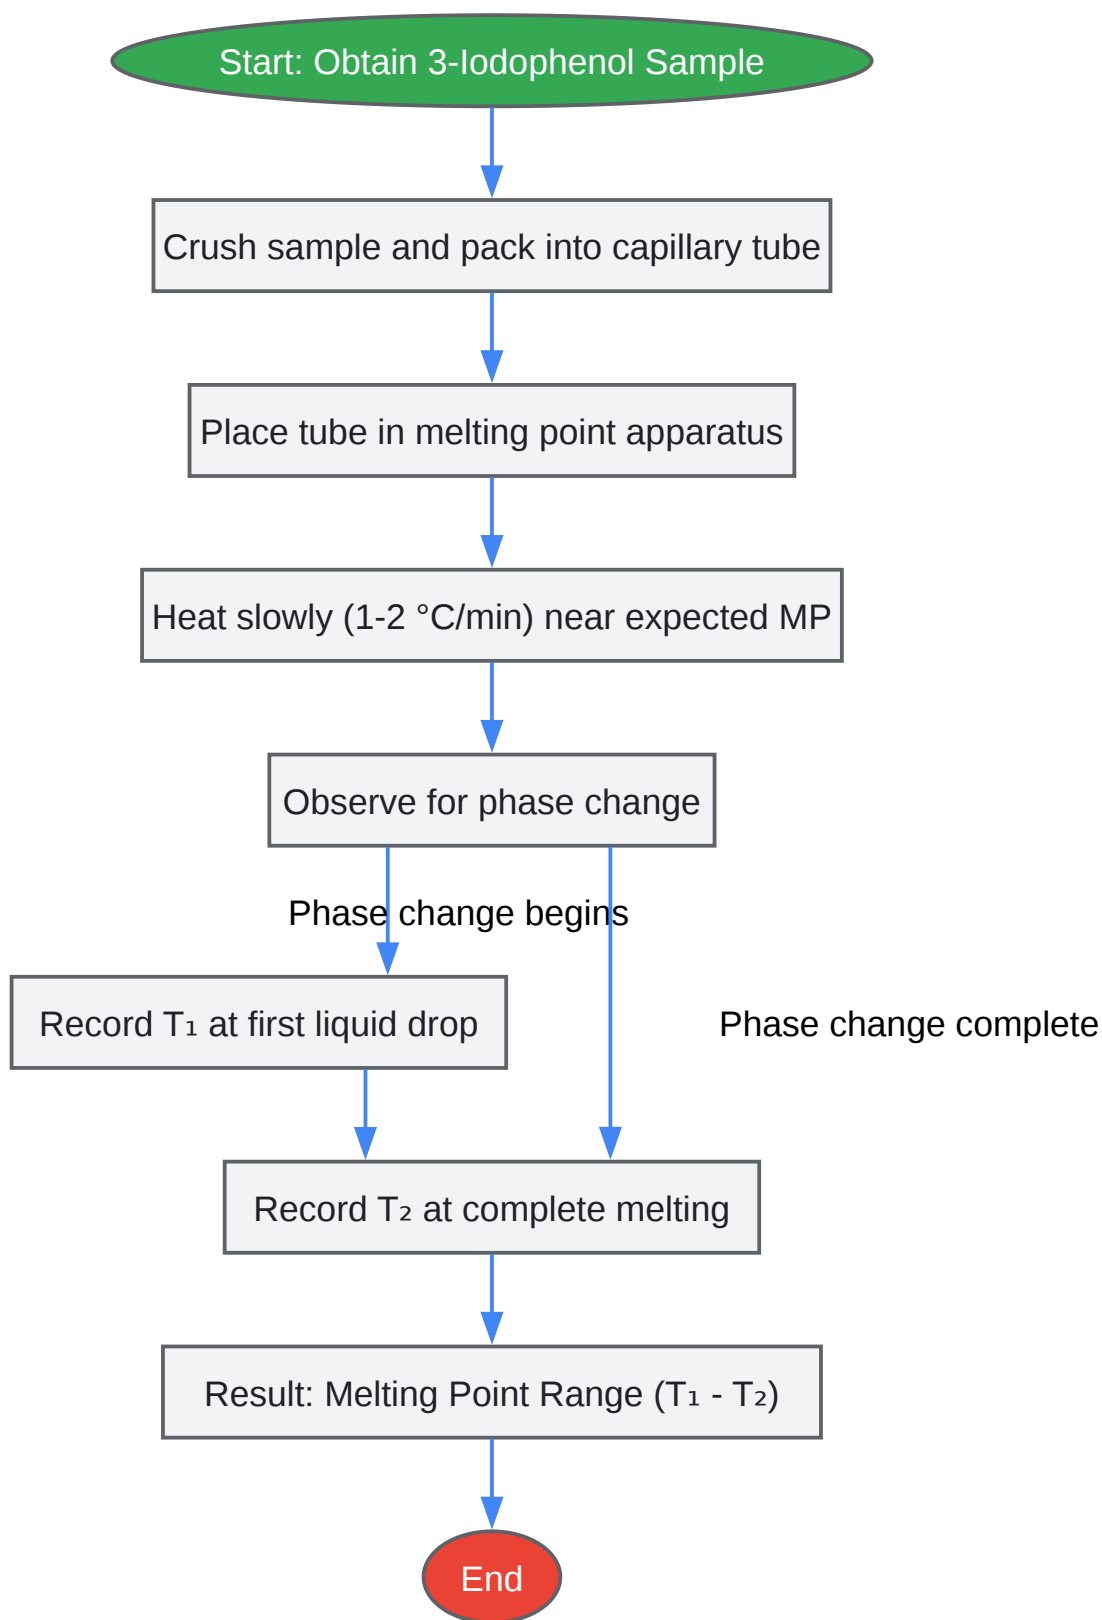 Start: Obtain 3-Iodophenol Sample
Crush sample and pack into capillary tube
Place tube in melting point apparatus
Heat slowly (1-2 °C/min) near expected MP
Observe for phase change
Phase change begins
Record T₁ at first liquid drop
Phase change complete
Record T₂ at complete melting
Result: Melting Point Range (T₁ - T₂)
End